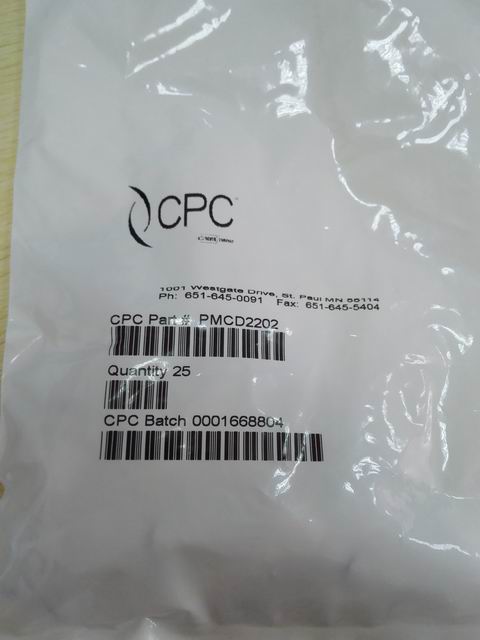 CPC
1001 Westgate Drive, St. Paul MN 55114
Ph: 651-645-0091 Fax: 651-645-5404
CPC Part # PMCD2202
Quantity 25
CPC Batch 0001668804